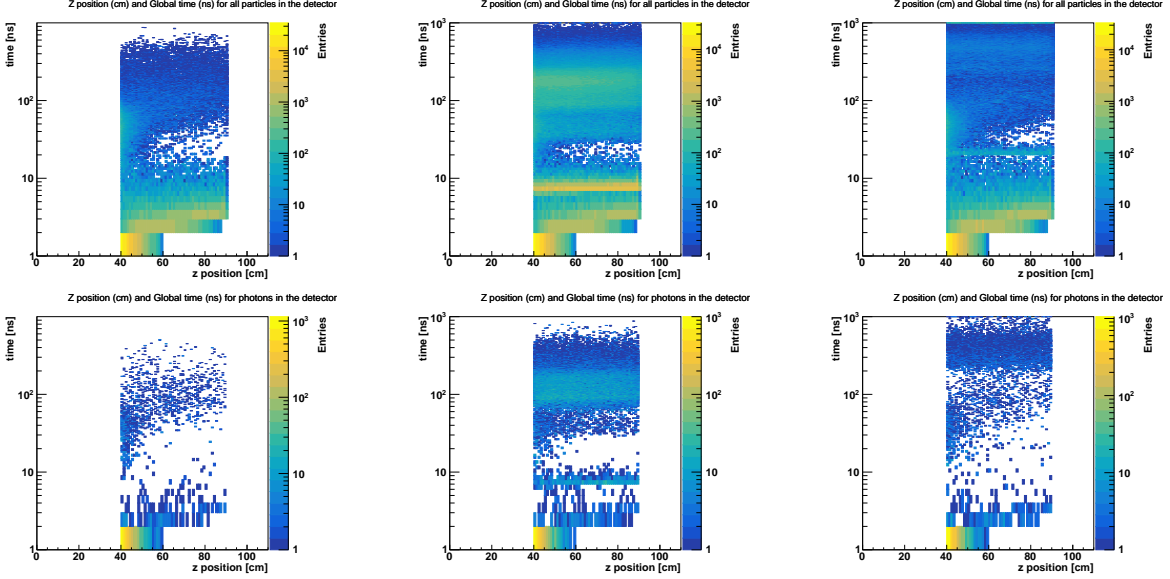 Z position (cm) and Global time (ns) for all particles in the detector
time [ns]
10³
10²
10
1
0 20 40 60 80 100
z position [cm]
Entries
10⁴
10³
10²
10
1
Z position (cm) and Global time (ns) for all particles in the detector
time [ns]
10³
10²
10
1
0 20 40 60 80 100
z position [cm]
Entries
10⁴
10³
10²
10
1
Z position (cm) and Global time (ns) for all particles in the detector
time [ns]
10³
10²
10
1
0 20 40 60 80 100
z position [cm]
Entries
10⁴
10³
10²
10
1
Z position (cm) and Global time (ns) for photons in the detector
time [ns]
10²
10
1
0 20 40 60 80 100
z position [cm]
Entries
10³
10²
10
1
Z position (cm) and Global time (ns) for photons in the detector
time [ns]
10³
10²
10
1
0 20 40 60 80 100
z position [cm]
Entries
10³
10²
10
1
Z position (cm) and Global time (ns) for photons in the detector
time [ns]
10³
10²
10
1
0 20 40 60 80 100
z position [cm]
Entries
10³
10²
10
1